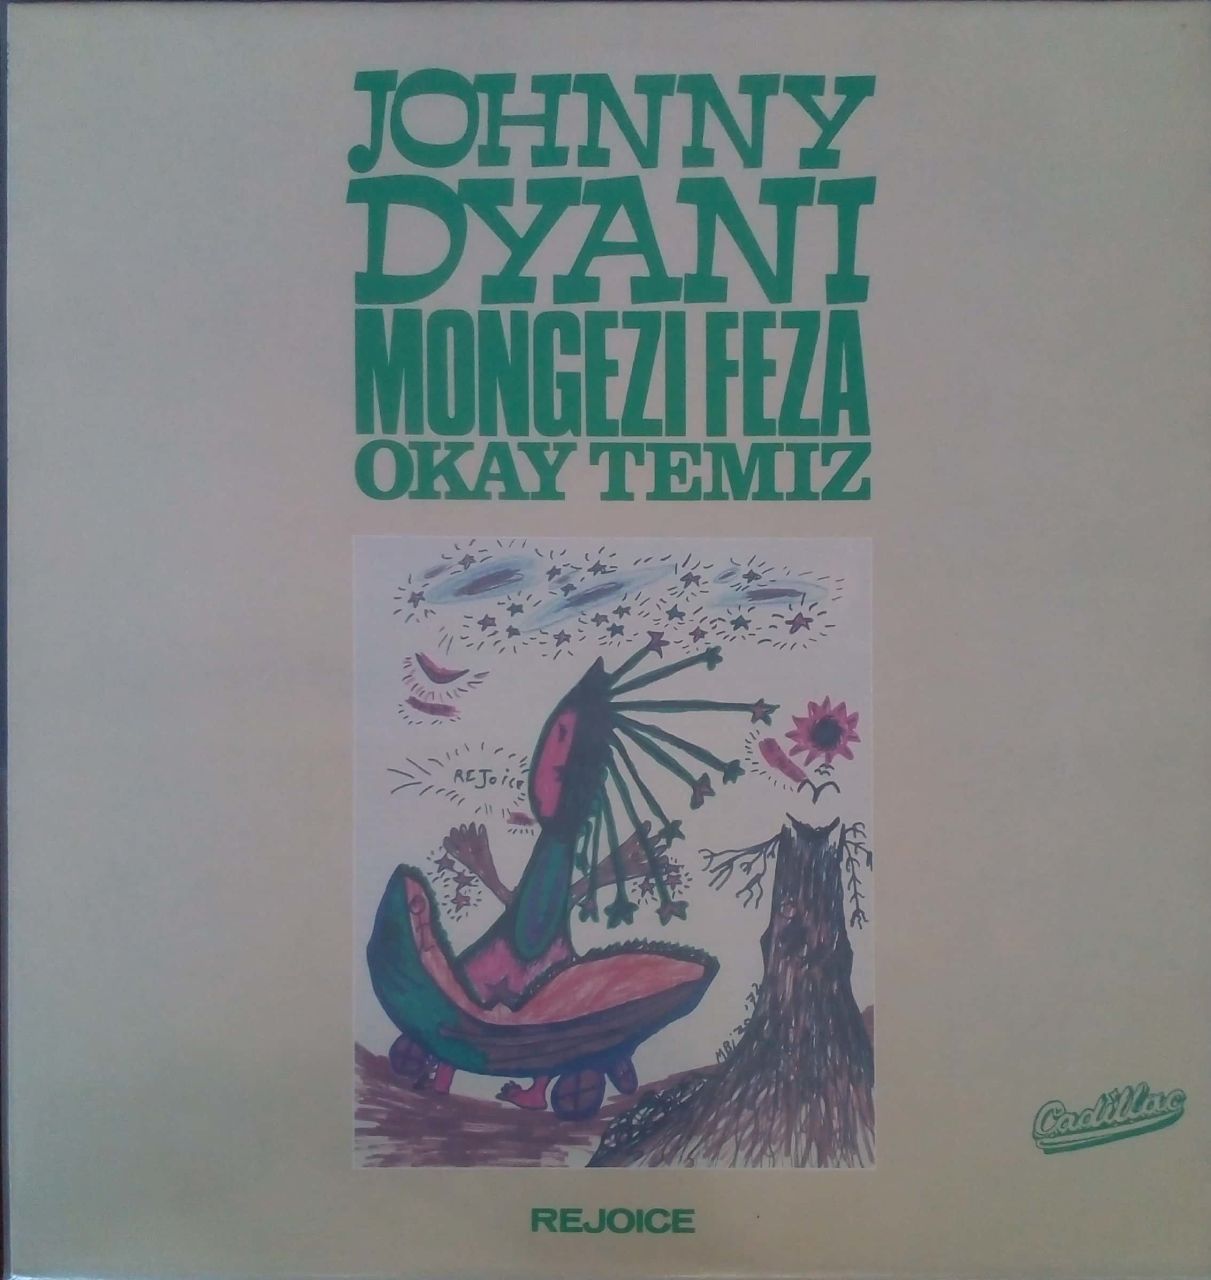 JOHNNY
DYANI
MONGEZI FEZA
OKAY TEMIZ
REJoice
Cadillac
REJOICE